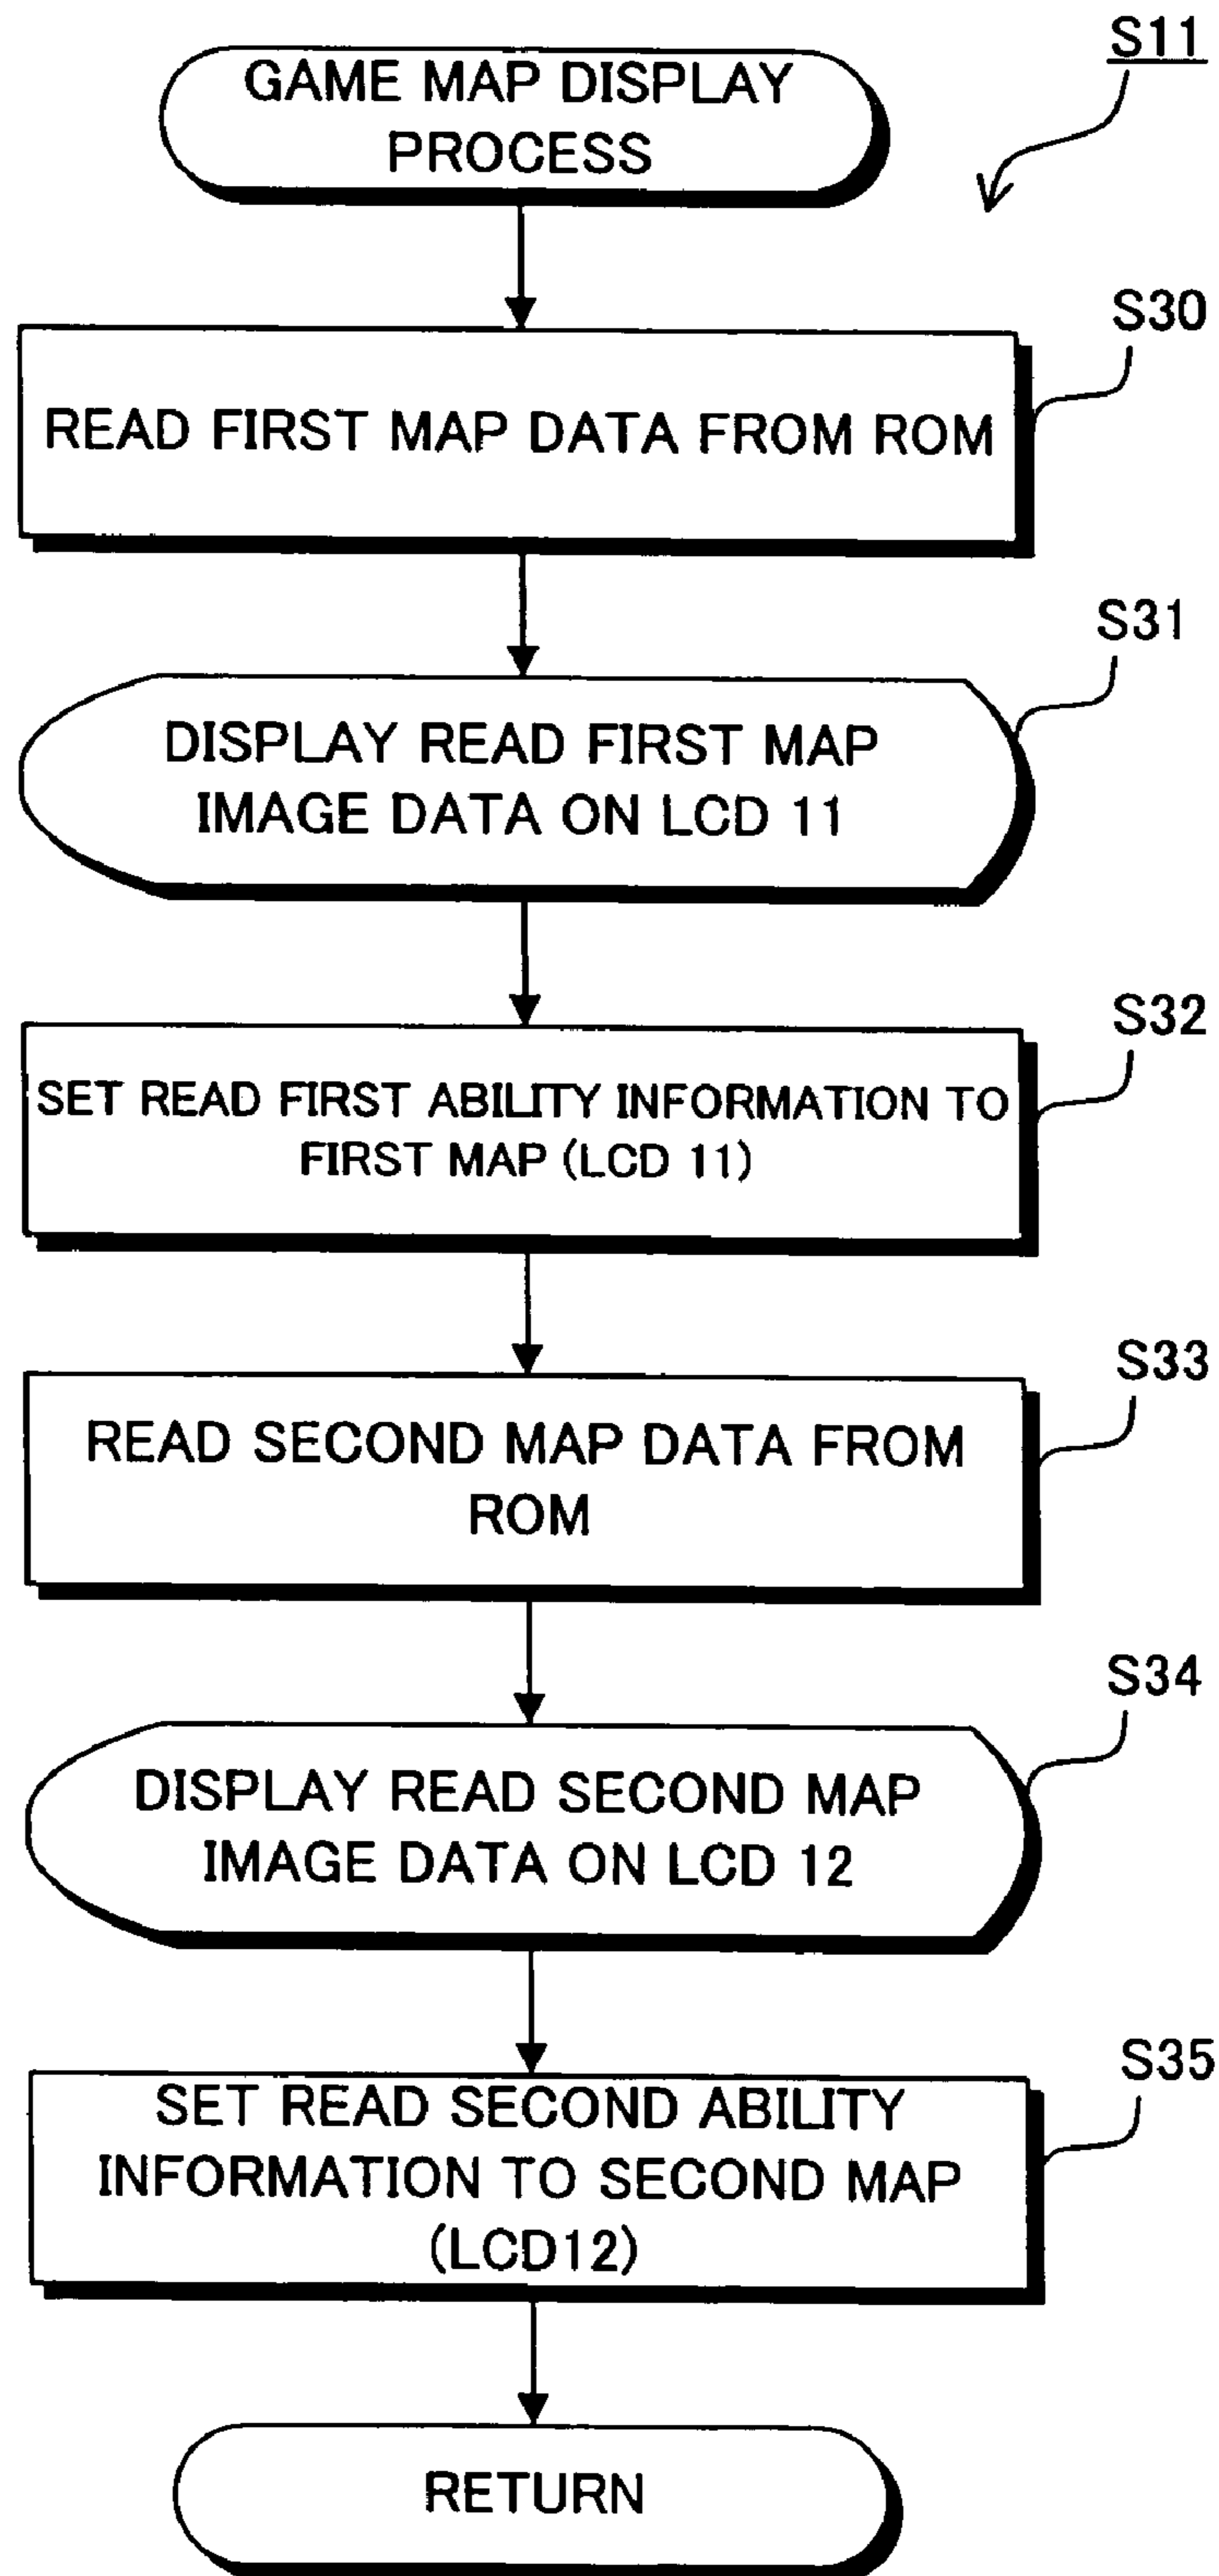 S11
GAME MAP DISPLAY
PROCESS
S30
READ FIRST MAP DATA FROM ROM
S31
DISPLAY READ FIRST MAP
IMAGE DATA ON LCD 11
S32
SET READ FIRST ABILITY INFORMATION TO
FIRST MAP (LCD 11)
S33
READ SECOND MAP DATA FROM
ROM
S34
DISPLAY READ SECOND MAP
IMAGE DATA ON LCD 12
S35
SET READ SECOND ABILITY
INFORMATION TO SECOND MAP
(LCD12)
RETURN